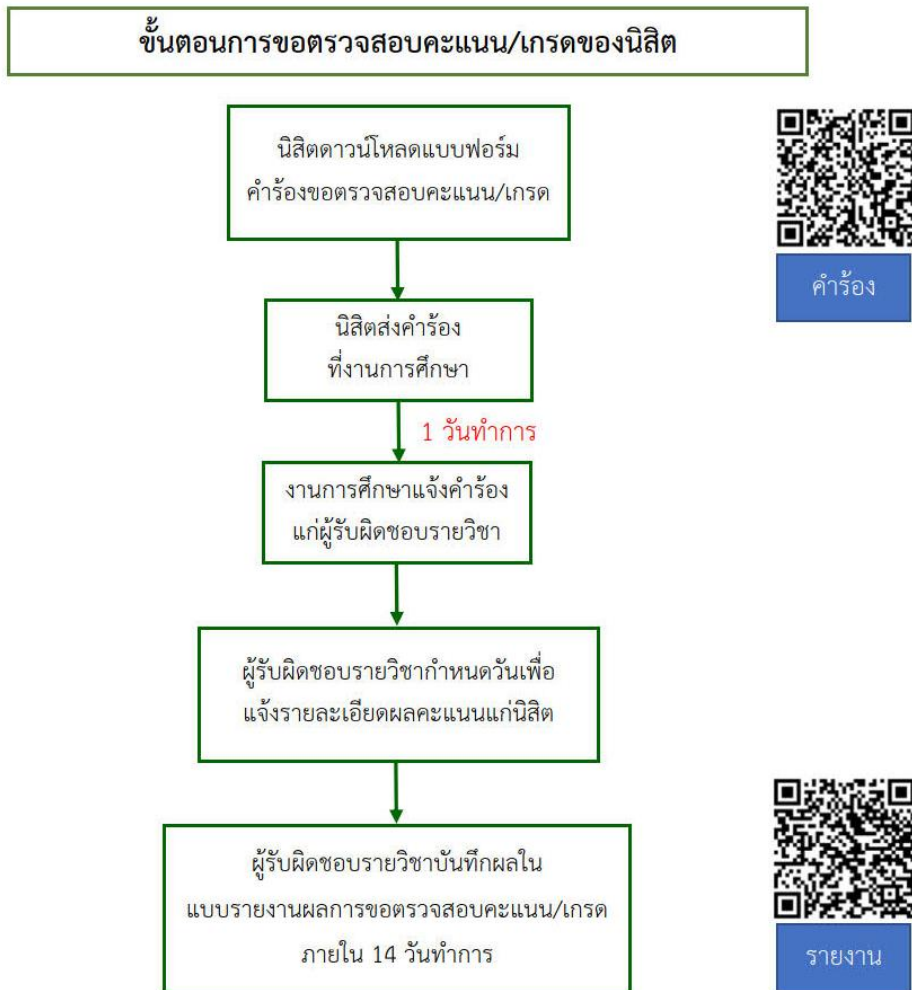 ขั้นตอนการขอตรวจสอบคะแนน/เกรดของนิสิต
นิสิตดาวน์โหลดแบบฟอร์ม
คำร้องขอตรวจสอบคะแนน/เกรด
คำร้อง
นิสิตส่งคำร้อง
ที่งานการศึกษา
1 วันทำการ
งานการศึกษาแจ้งคำร้อง
แก่ผู้รับผิดชอบรายวิชา
ผู้รับผิดชอบรายวิชากำหนดวันเพื่อ
แจ้งรายละเอียดผลคะแนนแก่นิสิต
ผู้รับผิดชอบรายวิชาบันทึกผลใน
แบบรายงานผลการขอตรวจสอบคะแนน/เกรด
ภายใน 14 วันทำการ
รายงาน